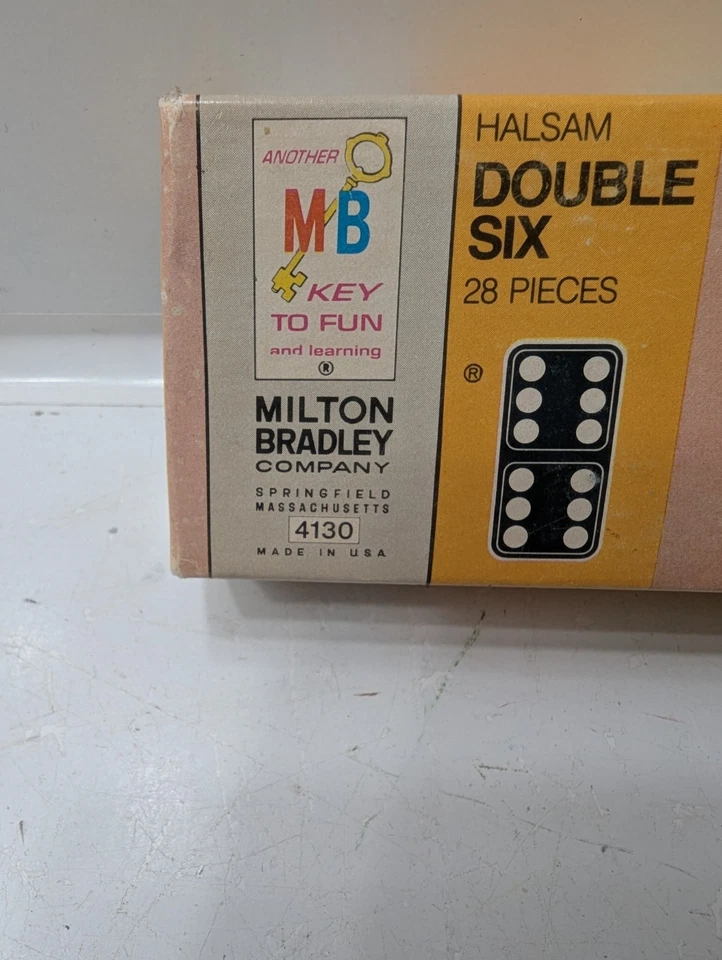 ANOTHER
MB
KEY
TO FUN
and learning
®
MILTON
BRADLEY
COMPANY
SPRINGFIELD
MASSACHUSETTS
4130
MADE IN U.S.A
HALSAM
DOUBLE
SIX
28 PIECES
®